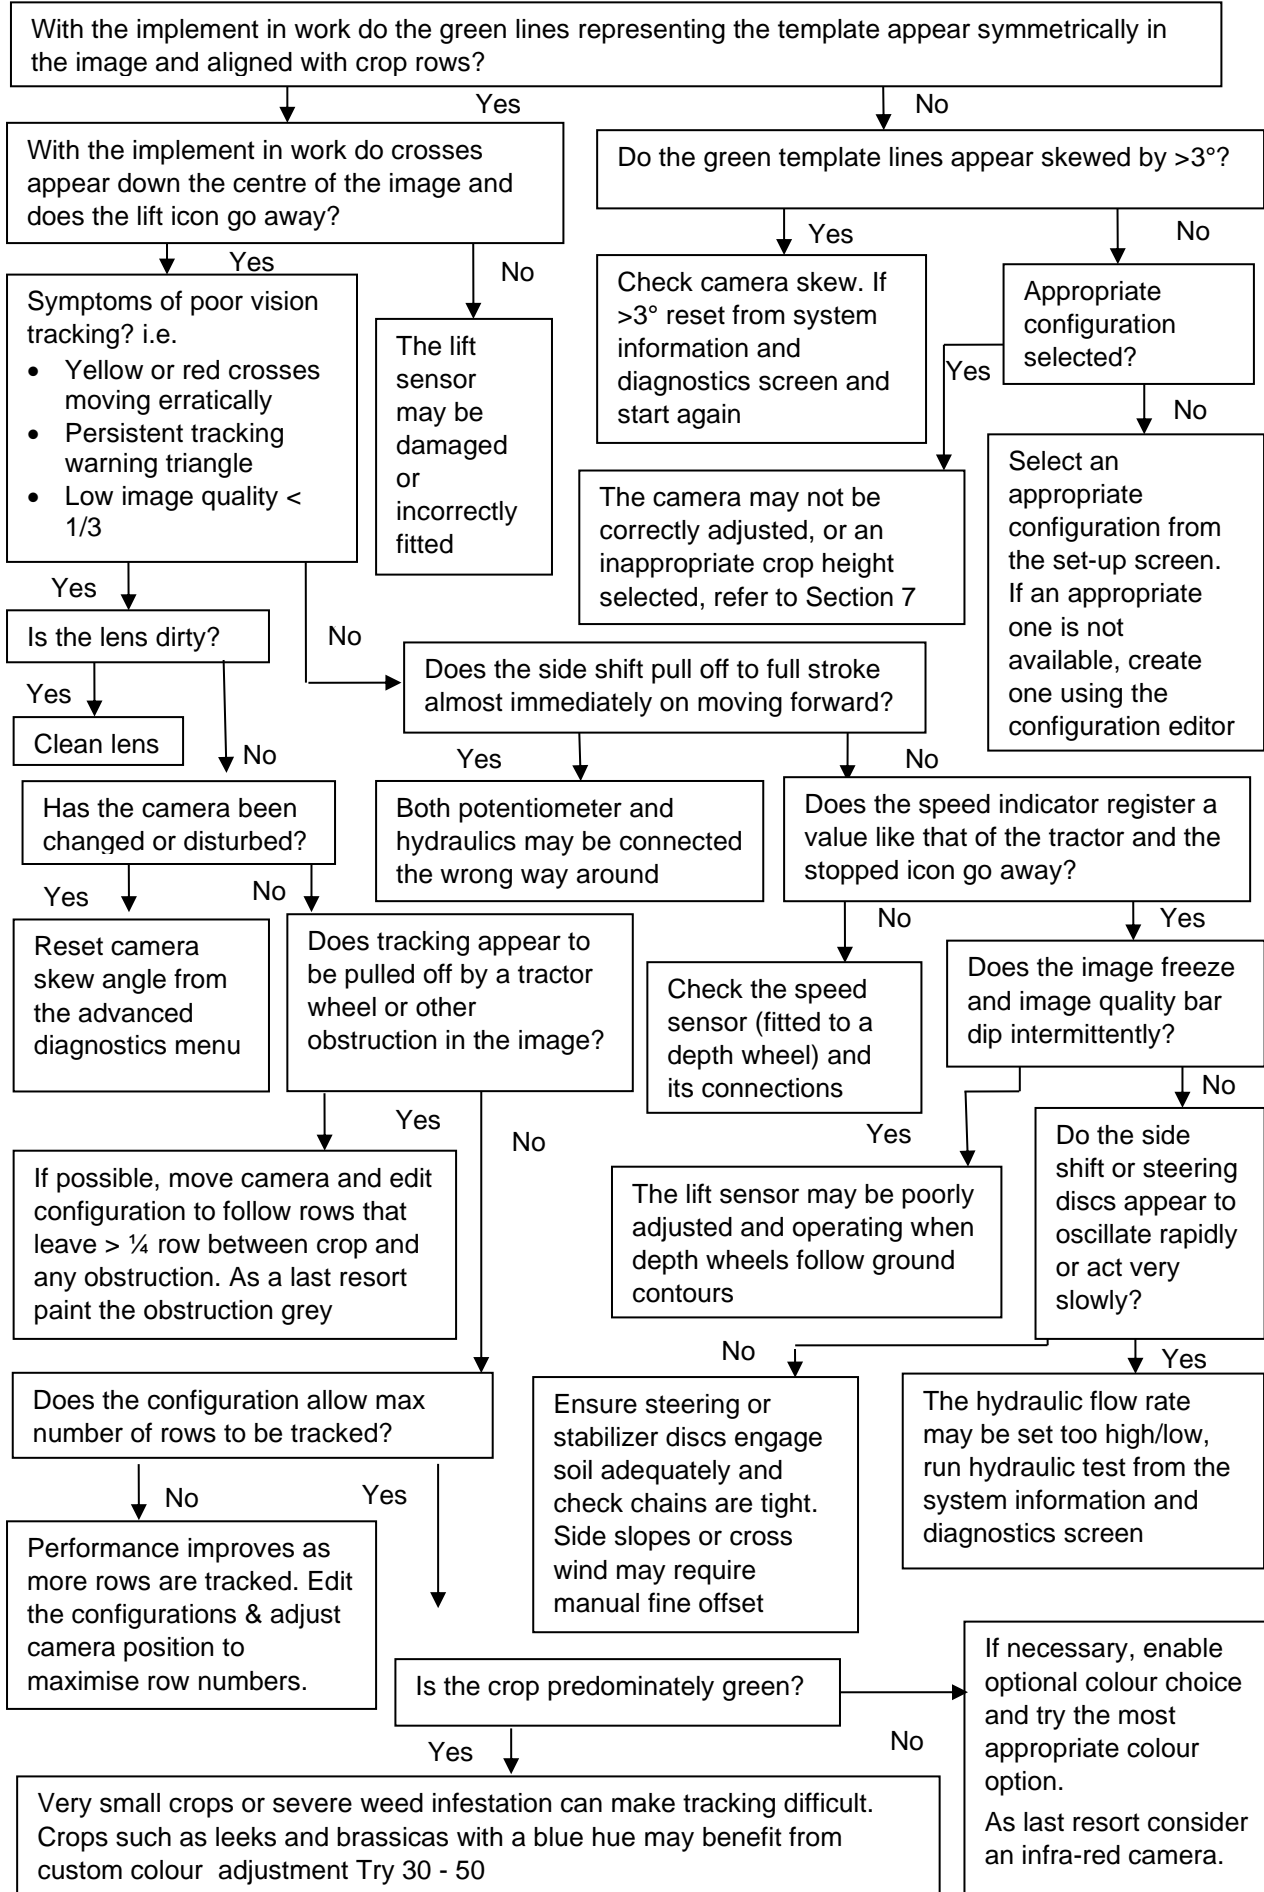 With the implement in work do the green lines representing the template appear symmetrically in
the image and aligned with crop rows?
Yes
No
With the implement in work do crosses
appear down the centre of the image and
does the lift icon go away?
Do the green template lines appear skewed by >3°?
Yes
No
Yes
No
Symptoms of poor vision
tracking? i.e.
• Yellow or red crosses
moving erratically
• Persistent tracking
warning triangle
• Low image quality <
1/3
The lift
sensor
may be
damaged
or
incorrectly
fitted
Check camera skew. If
>3° reset from system
information and
diagnostics screen and
start again
Appropriate
configuration
selected?
Yes
No
The camera may not be
correctly adjusted, or an
inappropriate crop height
selected, refer to Section 7
Select an
appropriate
configuration from
the set-up screen.
If an appropriate
one is not
available, create
one using the
configuration editor
Yes
No
Is the lens dirty?
Does the side shift pull off to full stroke
almost immediately on moving forward?
Yes
No
Clean lens
Yes
No
Has the camera been
changed or disturbed?
Both potentiometer and
hydraulics may be connected
the wrong way around
Does the speed indicator register a
value like that of the tractor and the
stopped icon go away?
Yes
No
No
Yes
Reset camera
skew angle from
the advanced
diagnostics menu
Does tracking appear to
be pulled off by a tractor
wheel or other
obstruction in the image?
Check the speed
sensor (fitted to a
depth wheel) and
its connections
Does the image freeze
and image quality bar
dip intermittently?
Yes
No
Yes
No
If possible, move camera and edit
configuration to follow rows that
leave > ¼ row between crop and
any obstruction. As a last resort
paint the obstruction grey
The lift sensor may be poorly
adjusted and operating when
depth wheels follow ground
contours
Do the side
shift or steering
discs appear to
oscillate rapidly
or act very
slowly?
No
Yes
Does the configuration allow max
number of rows to be tracked?
Ensure steering or
stabilizer discs engage
soil adequately and
check chains are tight.
Side slopes or cross
wind may require
manual fine offset
The hydraulic flow rate
may be set too high/low,
run hydraulic test from the
system information and
diagnostics screen
No
Yes
Performance improves as
more rows are tracked. Edit
the configurations & adjust
camera position to
maximise row numbers.
Is the crop predominately green?
If necessary, enable
optional colour choice
and try the most
appropriate colour
option.
As last resort consider
an infra-red camera.
Yes
No
Very small crops or severe weed infestation can make tracking difficult.
Crops such as leeks and brassicas with a blue hue may benefit from
custom colour adjustment Try 30 - 50